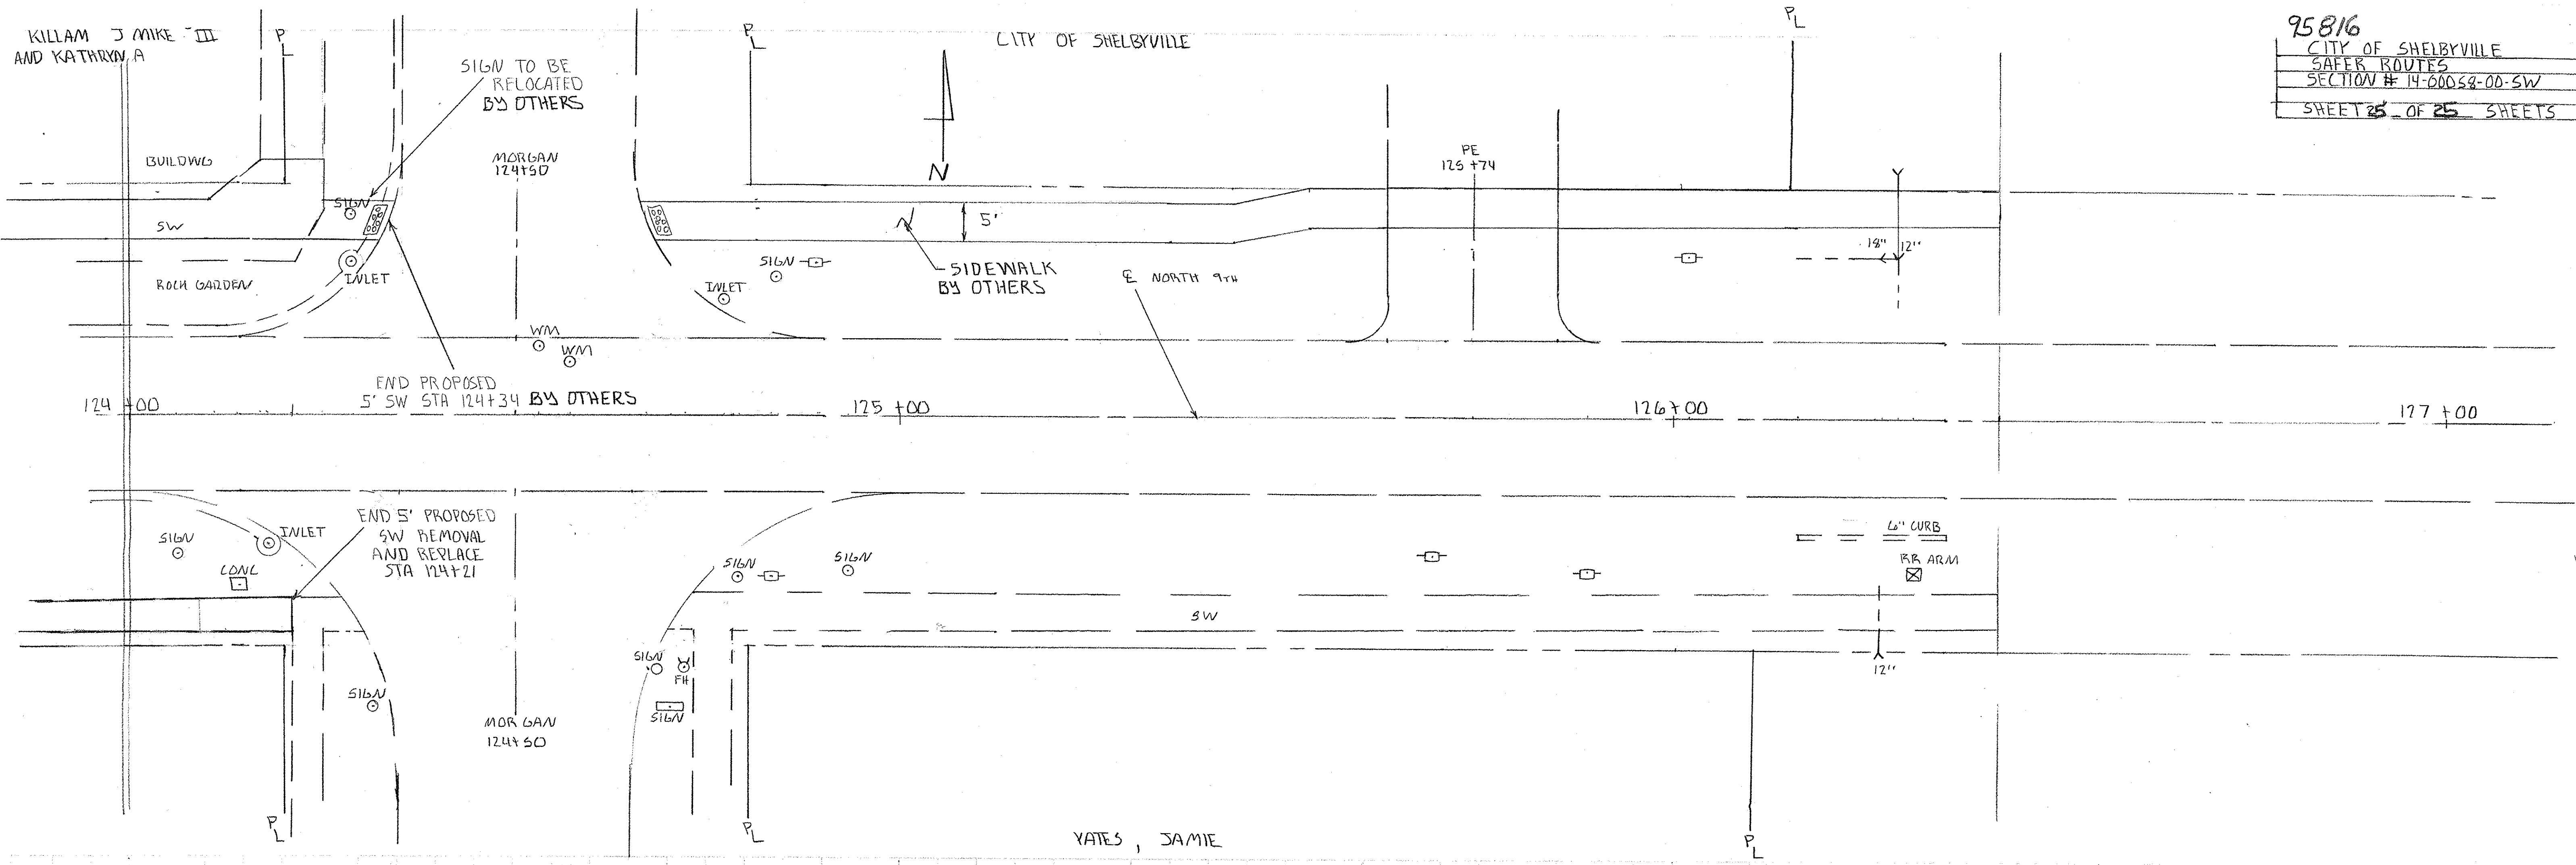 KILLAM J MIKE III
AND KATHRYN A
PL
PL
CITY OF SHELBYVILLE
PL
95816
CITY OF SHELBYVILLE
SAFER ROUTES
SECTION # 14-00058-00-SW
SHEET 25 OF 25 SHEETS
SIGN TO BE
RELOCATED
BY OTHERS
BUILDING
MORGAN
124+50
N
PE
125+74
SIGN
SW
5'
INLET
ROCK GARDEN
SIGN
INLET
SIDEWALK
BY OTHERS
℄ NORTH 9TH
18"
12"
WM
WM
END PROPOSED
5' SW STA 124+34 BY OTHERS
124+00
125+00
126+00
127+00
END 5' PROPOSED
SW REMOVAL
AND REPLACE
STA 124+21
SIGN
INLET
CONC
SIGN
SIGN
6" CURB
RR ARM
SW
SIGN
FH
SIGN
SIGN
12"
MORGAN
124+50
PL
PL
YATES, JAMIE
PL